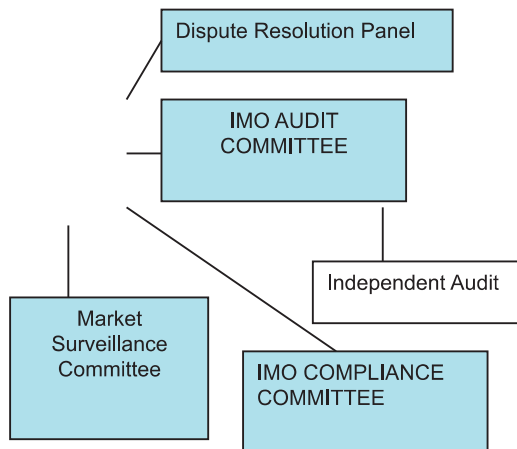 Dispute Resolution Panel
IMO AUDIT
COMMITTEE
Independent Audit
Market
Surveillance
Committee
IMO COMPLIANCE
COMMITTEE